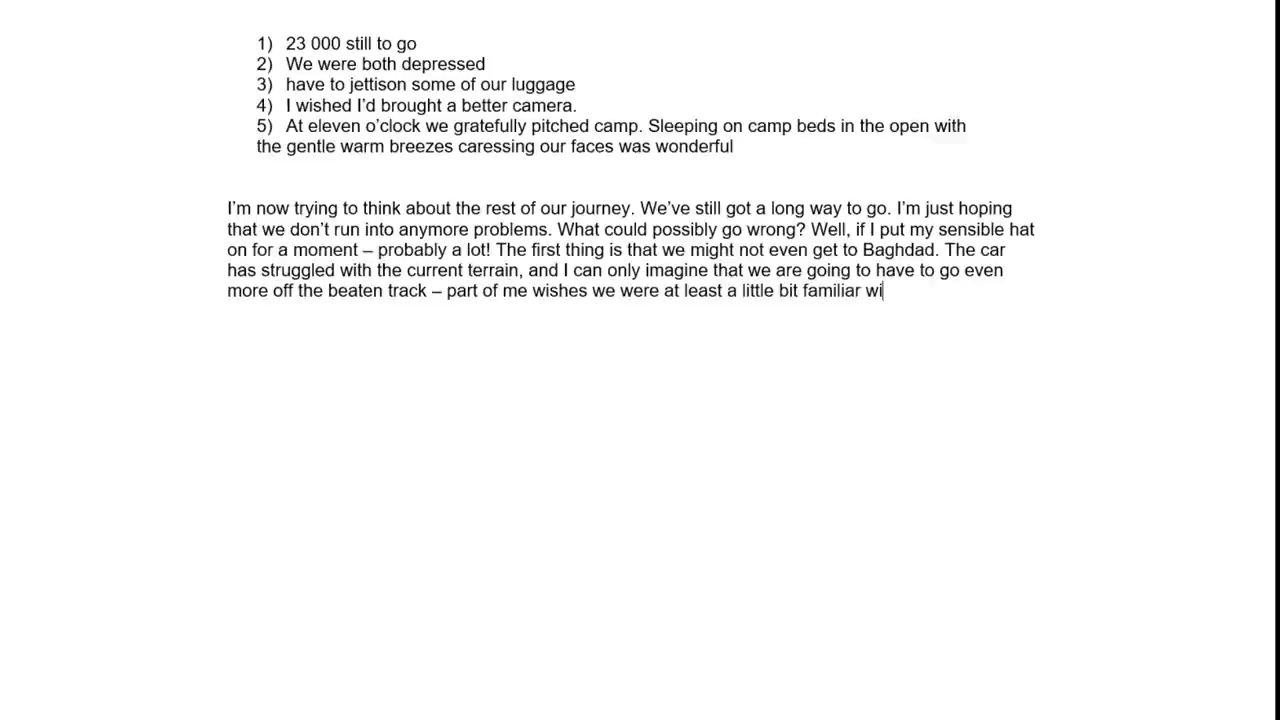 1) 23 000 still to go
2) We were both depressed
3) have to jettison some of our luggage
4) I wished I’d brought a better camera.
5) At eleven o’clock we gratefully pitched camp. Sleeping on camp beds in the open with
the gentle warm breezes caressing our faces was wonderful
I’m now trying to think about the rest of our journey. We’ve still got a long way to go. I’m just hoping
that we don’t run into anymore problems. What could possibly go wrong? Well, if I put my sensible hat
on for a moment – probably a lot! The first thing is that we might not even get to Baghdad. The car
has struggled with the current terrain, and I can only imagine that we are going to have to go even
more off the beaten track – part of me wishes we were at least a little bit familiar wi